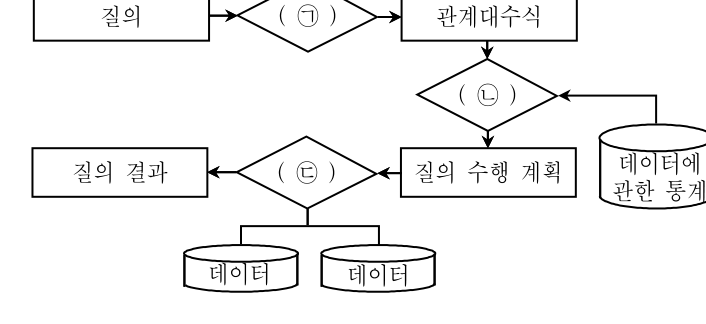 질의
( ㉠ )
관계대수식
( ㉡ )
질의 결과
( ㉢ )
질의 수행 계획
데이터에
관한 통계
데이터
데이터